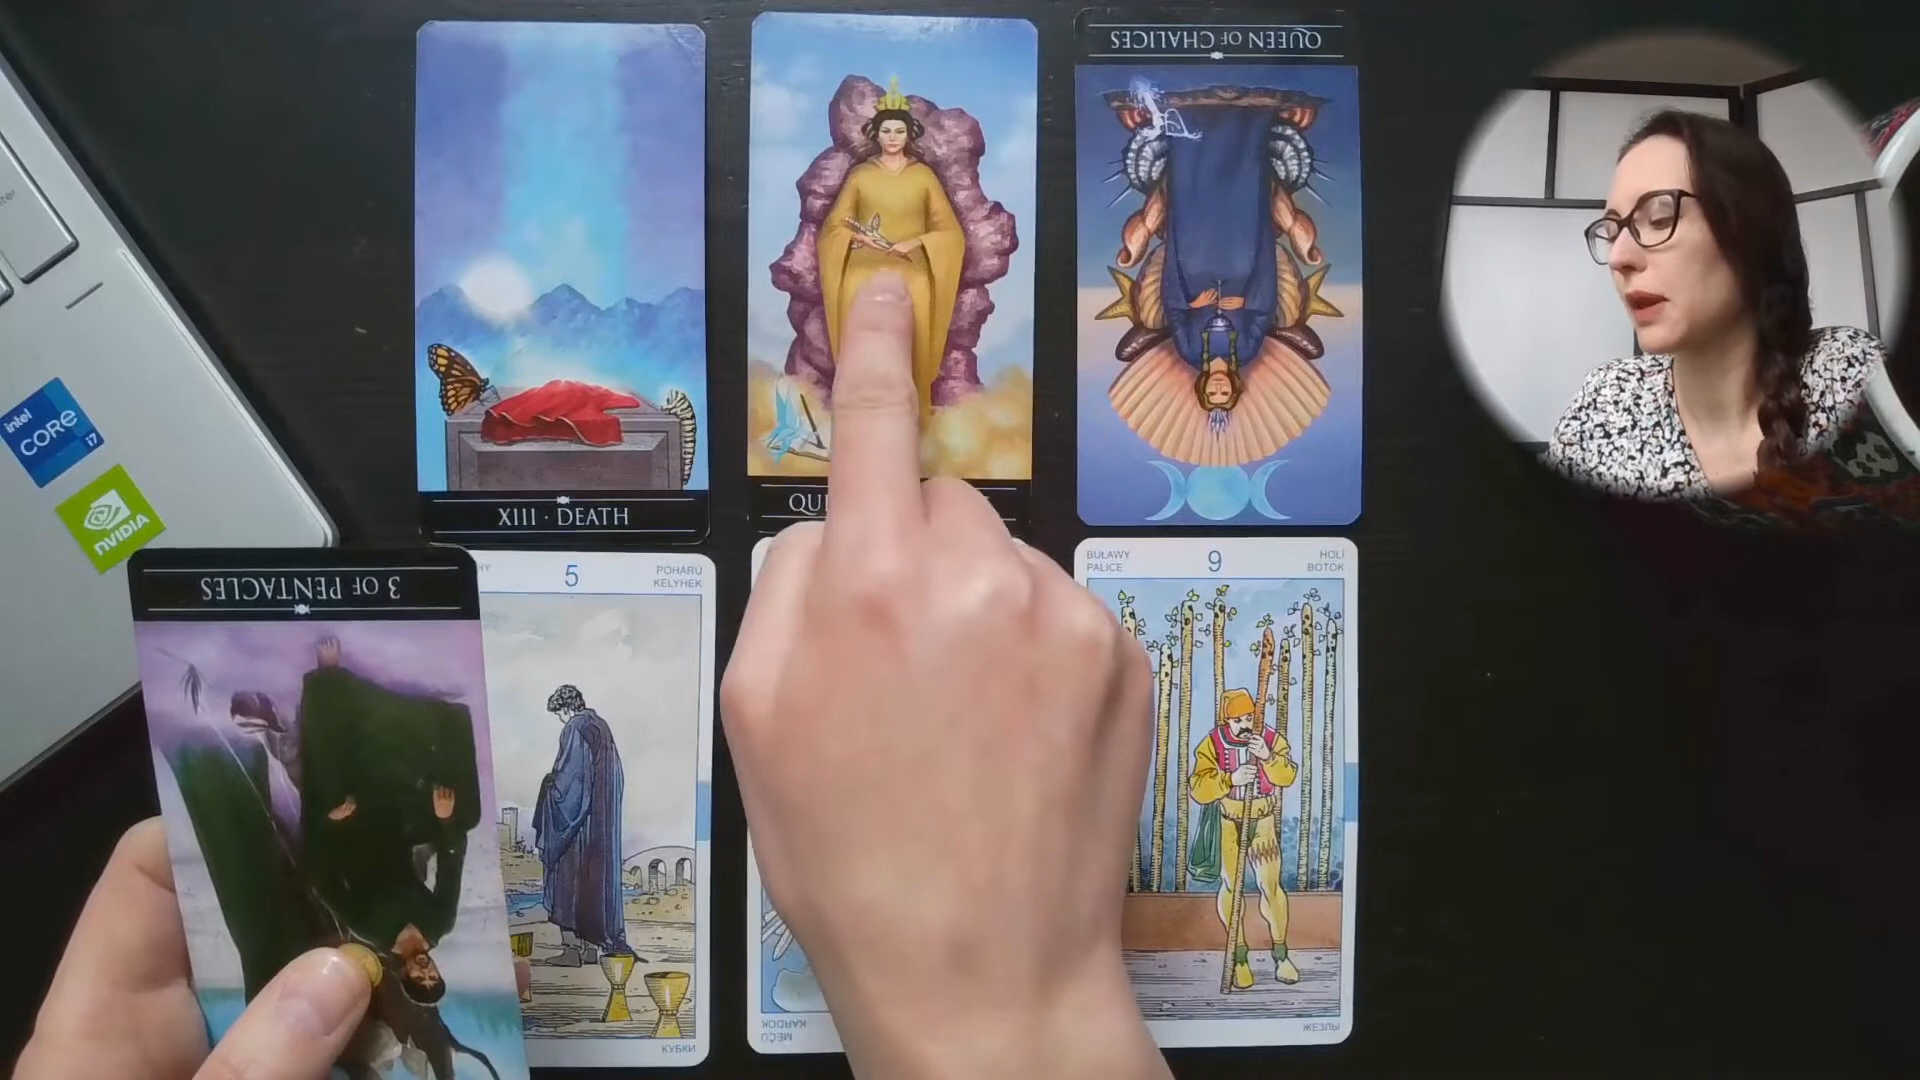 QUEEN OF CHALICES
XIII · DEATH
QU
intel
CORE
i7
NVIDIA
3 OF PENTACLES
5
POHÁRU
KELYHEK
КУБКИ
MEČŮ
KARDOK
BUŁAWY
PALICE
9
HOLÍ
BOTOK
ЖЕЗЛЫ